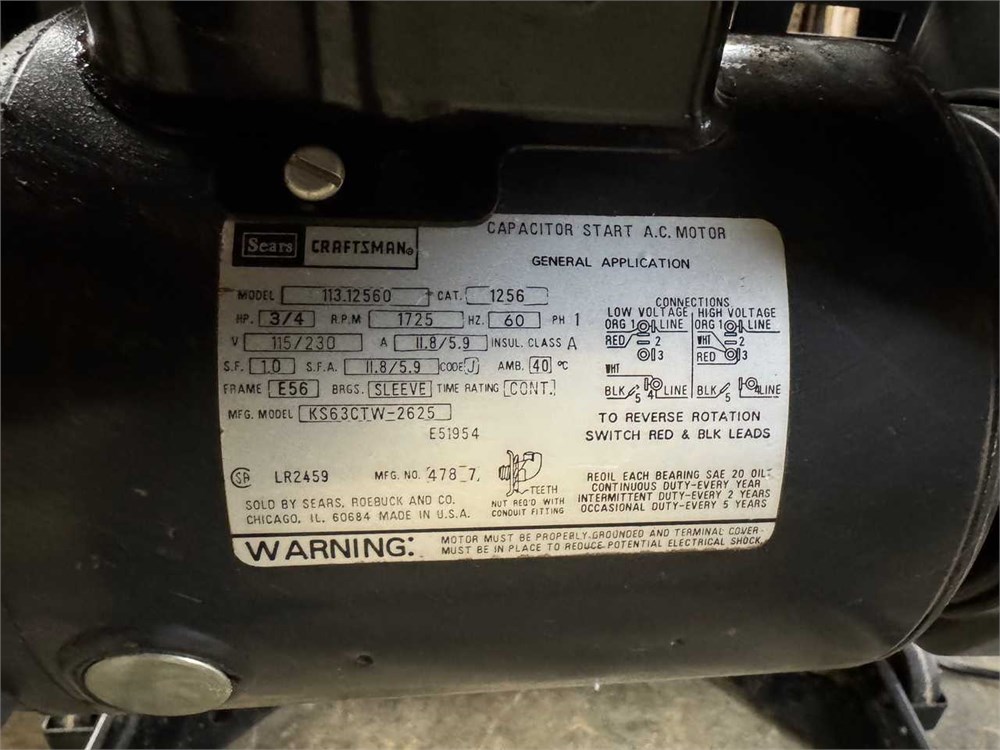 Sears CRAFTSMAN®
CAPACITOR START A.C. MOTOR
GENERAL APPLICATION
MODEL 113.12560 CAT. 1256
HP. 3/4 R.P.M 1725 HZ. 60 PH 1
V 115/230 A 11.8/5.9 INSUL. CLASS A
S.F. 1.0 S.F.A. 11.8/5.9 CODE J AMB. 40 °C
FRAME E56 BRGS. SLEEVE TIME RATING CONT.
MFG. MODEL KS63CTW-2625
E51954
CONNECTIONS
LOW VOLTAGE HIGH VOLTAGE
ORG 1 LINE ORG 1 LINE
RED 2 WHT 2
3 RED 3
WHT
BLK 5 4 LINE BLK 5 4 LINE
TO REVERSE ROTATION
SWITCH RED & BLK LEADS
SA LR2459 MFG. NO. 478 7
TEETH
NUT REQ'D WITH
CONDUIT FITTING
REOIL EACH BEARING SAE 20 OIL:
CONTINUOUS DUTY-EVERY YEAR
INTERMITTENT DUTY-EVERY 2 YEARS
OCCASIONAL DUTY-EVERY 5 YEARS
SOLD BY SEARS, ROEBUCK AND CO.
CHICAGO, IL. 60684 MADE IN U.S.A.
WARNING:
MOTOR MUST BE PROPERLY GROUNDED AND TERMINAL COVER
MUST BE IN PLACE TO REDUCE POTENTIAL ELECTRICAL SHOCK